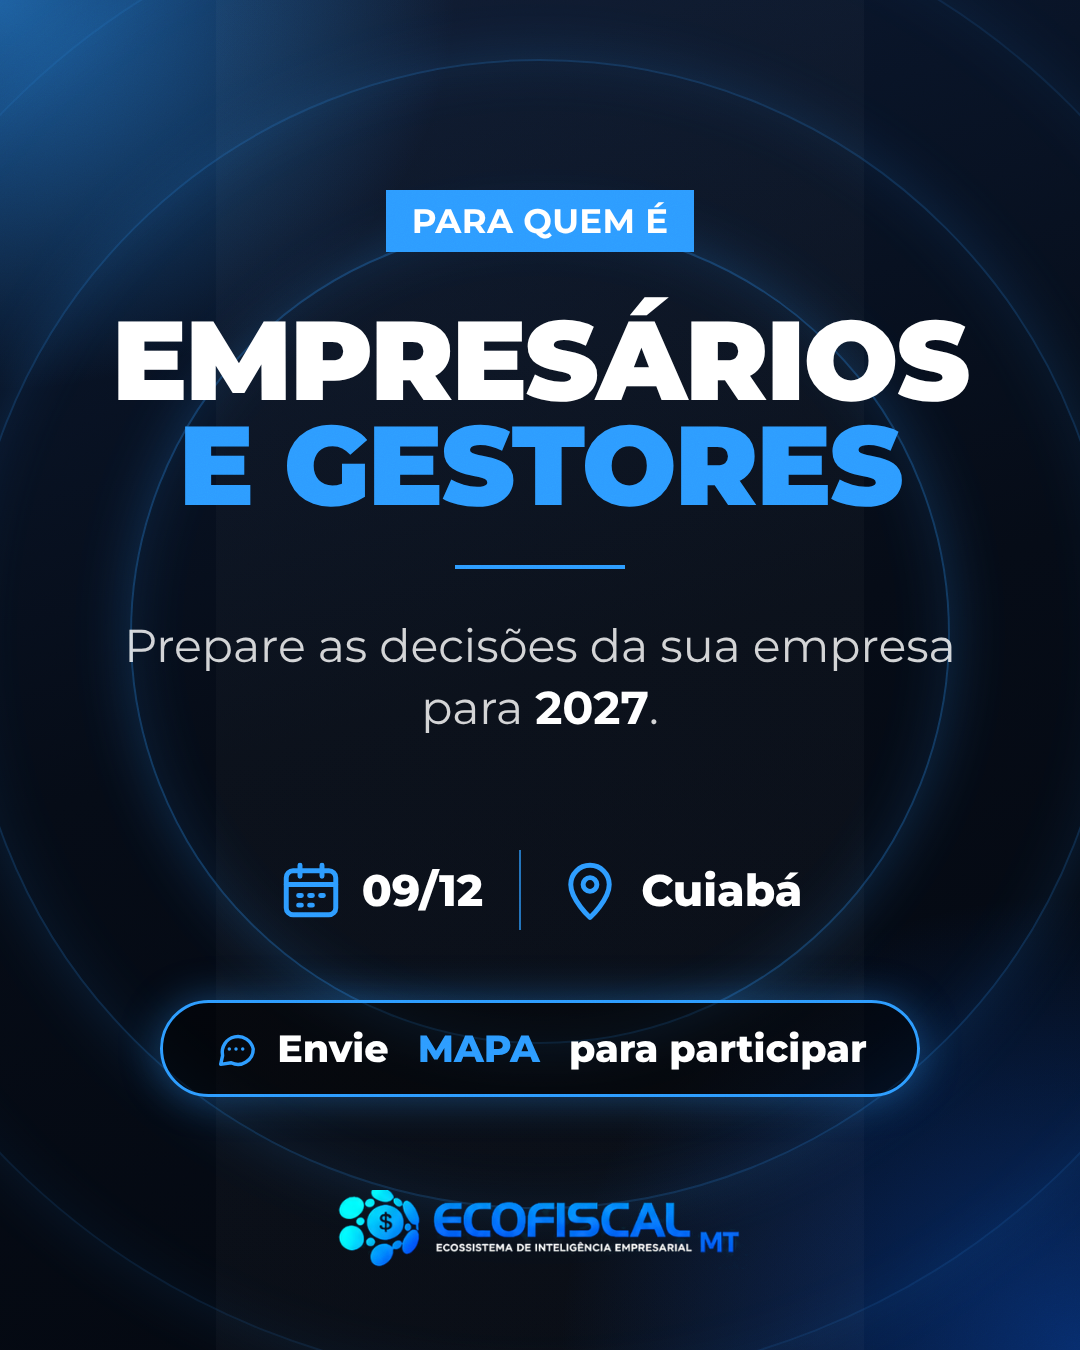 PARA QUEM É
EMPRESÁRIOS
E GESTORES
Prepare as decisões da sua empresa
para 2027.
09/12
Cuiabá
Envie MAPA para participar
$
ECOFISCAL
ECOSSISTEMA DE INTELIGÊNCIA EMPRESARIAL
MT